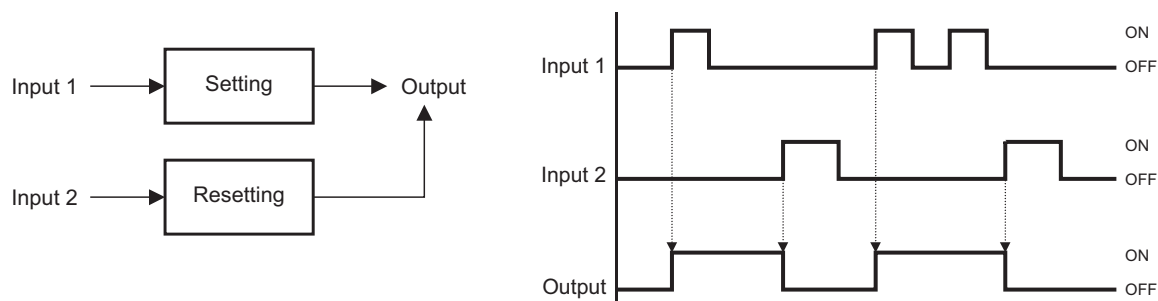 Input 1
Setting
Output
Input 2
Resetting
Input 1
ON
OFF
Input 2
ON
OFF
Output
ON
OFF